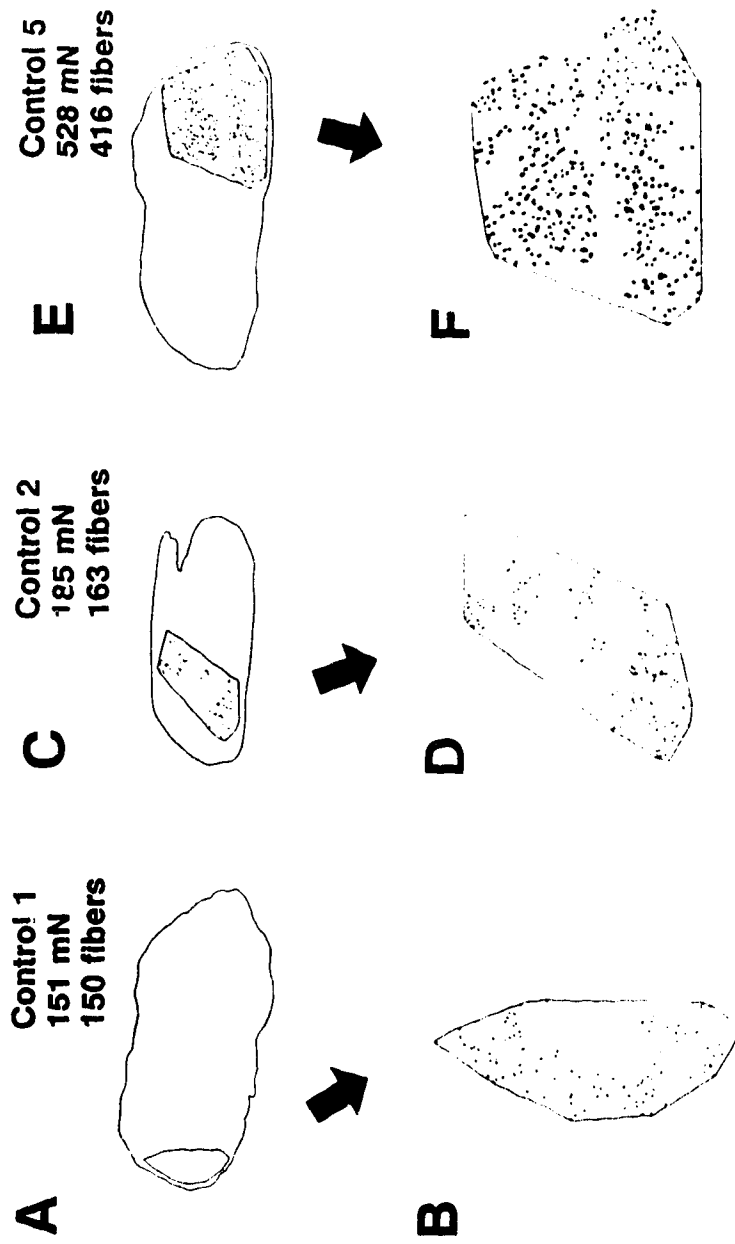 A
Control 1
151 mN
150 fibers
C
Control 2
185 mN
163 fibers
E
Control 5
528 mN
416 fibers
B
D
F